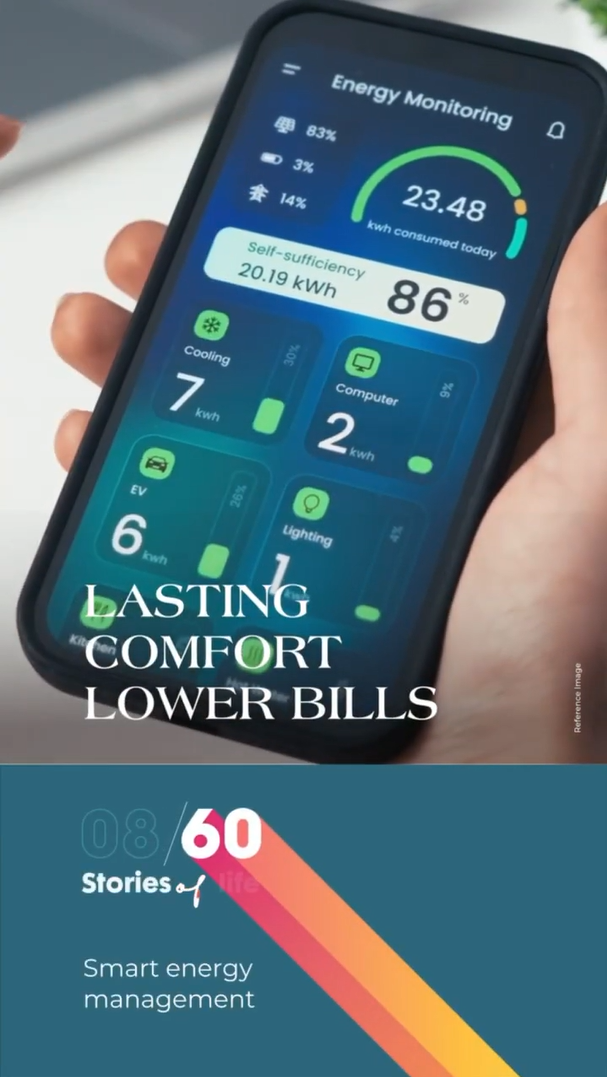 Energy Monitoring
83%
3%
14%
23.48
kwh consumed today
Self-sufficiency
20.19 kWh
86%
Cooling
30%
7 kwh
Computer
9%
2 kwh
EV
26%
6 kwh
Lighting
4%
1 kwh
LASTING
COMFORT
LOWER BILLS
Reference Image
08/60
Stories of life
Smart energy
management